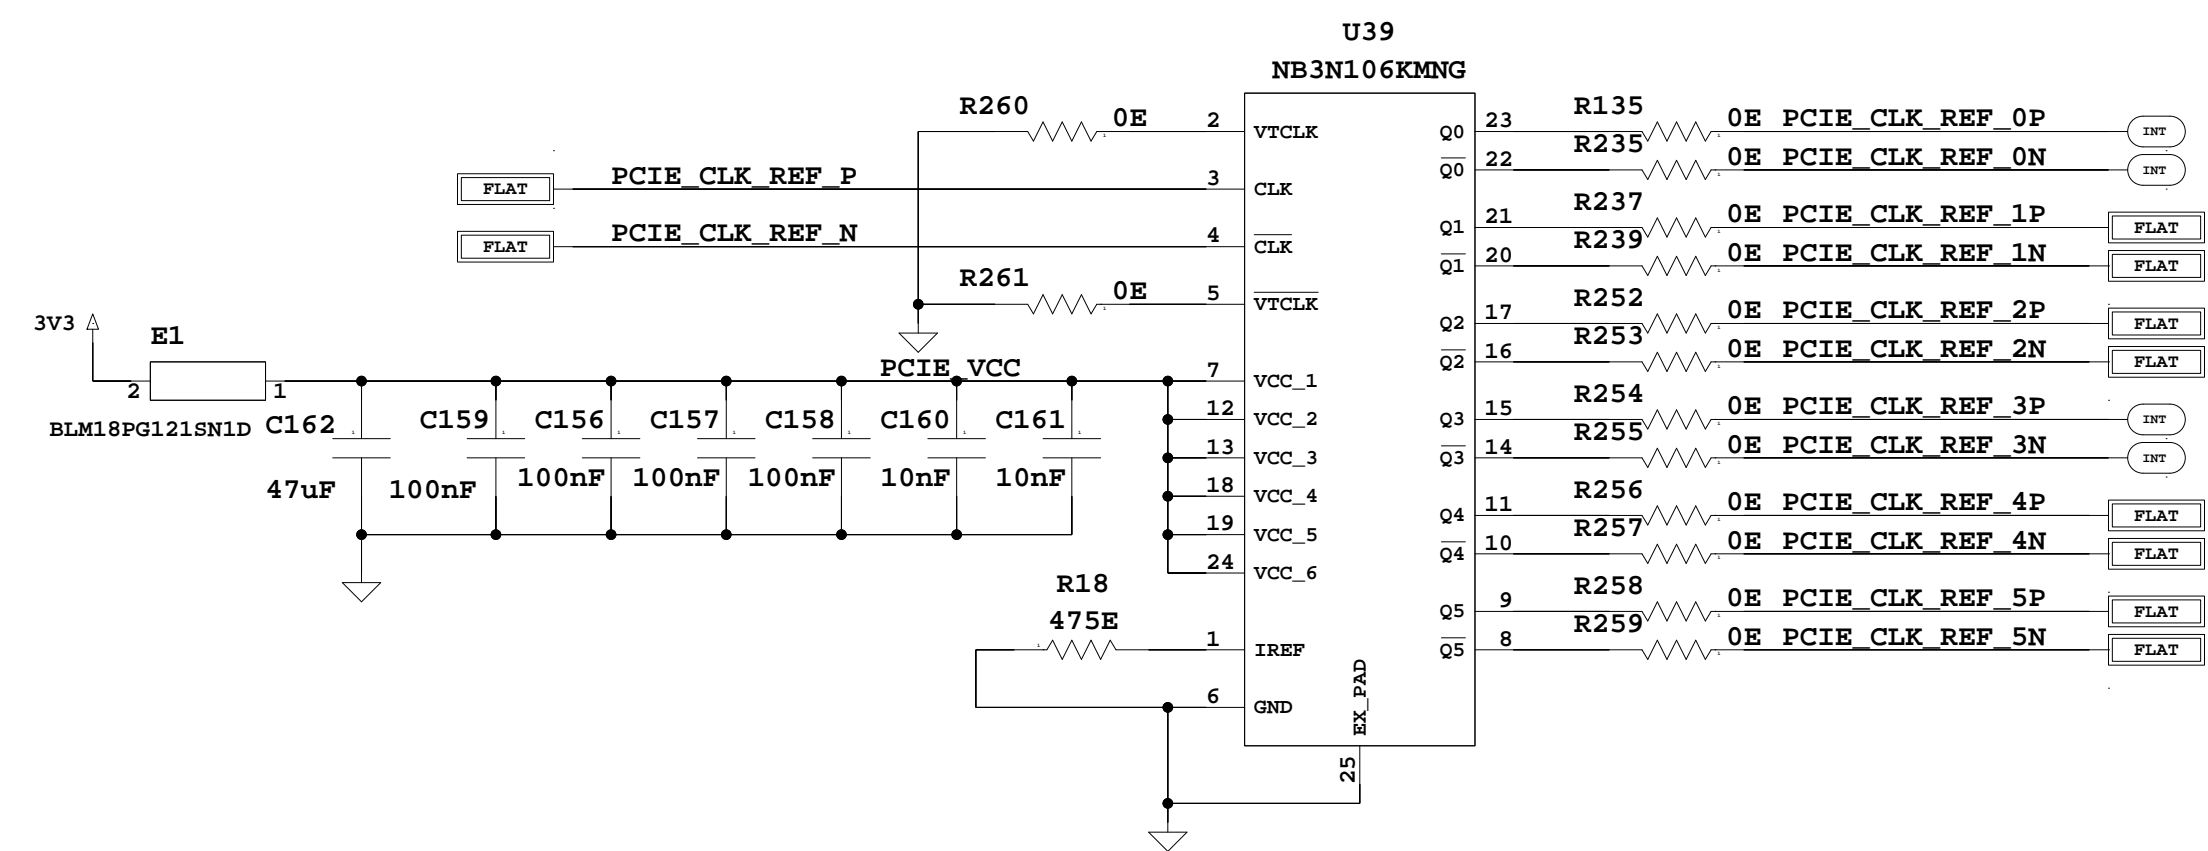 U39
NB3N106KMNG
R260 0E 2 VTCLK
PCIE_CLK_REF_P 3 CLK
FLAT
PCIE_CLK_REF_N 4 CLK
FLAT
R261 0E 5 VTCLK
3V3
E1
2 1
BLM18PG121SN1D
PCIE_VCC
7 VCC_1
12 VCC_2
13 VCC_3
18 VCC_4
19 VCC_5
24 VCC_6
C162 C159 C156 C157 C158 C160 C161
47uF 100nF 100nF 100nF 100nF 10nF 10nF
R18
475E
1 IREF
6 GND
EX_PAD
25
Q0 23 R135 0E PCIE_CLK_REF_0P INT
Q0 22 R235 0E PCIE_CLK_REF_0N INT
Q1 21 R237 0E PCIE_CLK_REF_1P FLAT
Q1 20 R239 0E PCIE_CLK_REF_1N FLAT
Q2 17 R252 0E PCIE_CLK_REF_2P FLAT
Q2 16 R253 0E PCIE_CLK_REF_2N FLAT
Q3 15 R254 0E PCIE_CLK_REF_3P INT
Q3 14 R255 0E PCIE_CLK_REF_3N INT
Q4 11 R256 0E PCIE_CLK_REF_4P FLAT
Q4 10 R257 0E PCIE_CLK_REF_4N FLAT
Q5 9 R258 0E PCIE_CLK_REF_5P FLAT
Q5 8 R259 0E PCIE_CLK_REF_5N FLAT